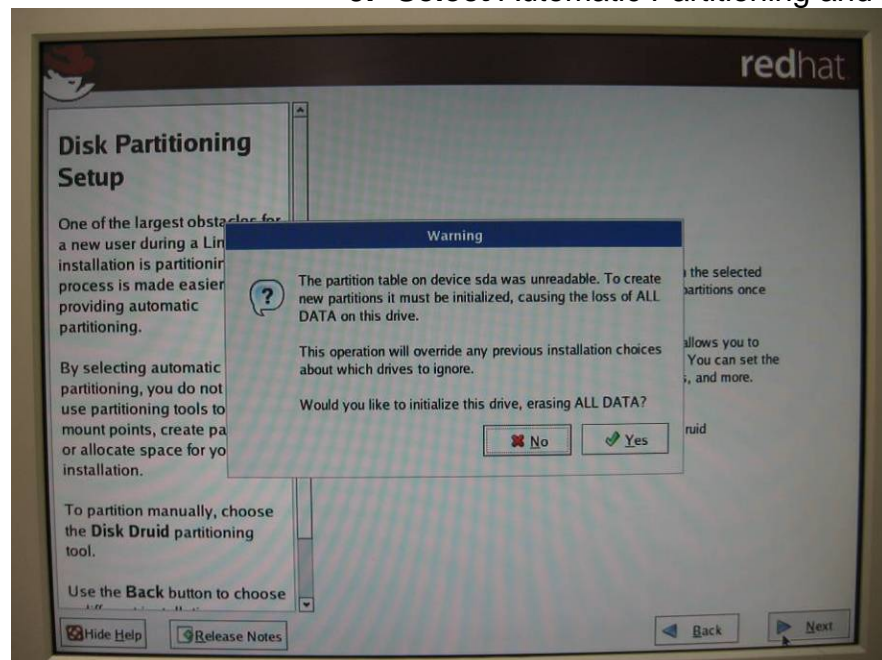 Select Automatic Partitioning and
redhat
Disk Partitioning
Setup
One of the largest obstacles for
a new user during a Lin
installation is partitionin
process is made easier
providing automatic
partitioning.
By selecting automatic
partitioning, you do not
use partitioning tools to
mount points, create pa
or allocate space for yo
installation.
To partition manually, choose
the Disk Druid partitioning
tool.
Use the Back button to choose
Warning
The partition table on device sda was unreadable. To create
new partitions it must be initialized, causing the loss of ALL
DATA on this drive.
This operation will override any previous installation choices
about which drives to ignore.
Would you like to initialize this drive, erasing ALL DATA?
No
Yes
the selected
partitions once
allows you to
You can set the
s, and more.
ruid
Hide Help
Release Notes
Back
Next